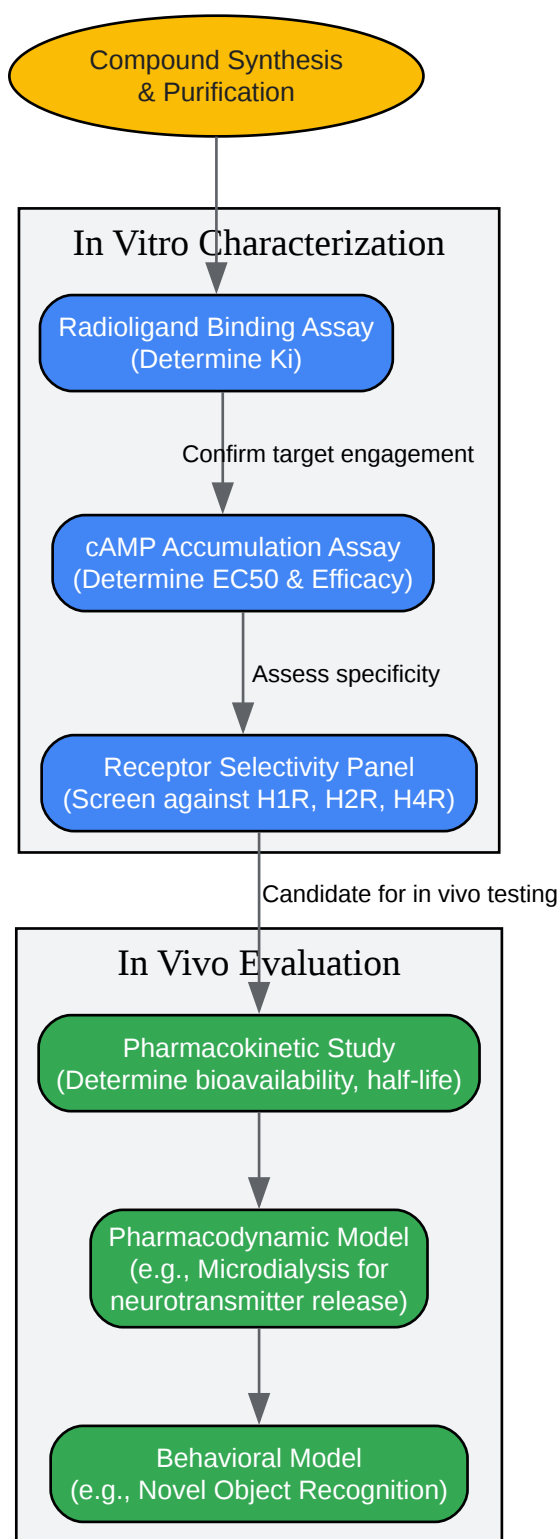 Compound Synthesis
& Purification
In Vitro Characterization
Radioligand Binding Assay
(Determine Ki)
Confirm target engagement
cAMP Accumulation Assay
(Determine EC50 & Efficacy)
Assess specificity
Receptor Selectivity Panel
(Screen against H1R, H2R, H4R)
Candidate for in vivo testing
In Vivo Evaluation
Pharmacokinetic Study
(Determine bioavailability, half-life)
Pharmacodynamic Model
(e.g., Microdialysis for
neurotransmitter release)
Behavioral Model
(e.g., Novel Object Recognition)